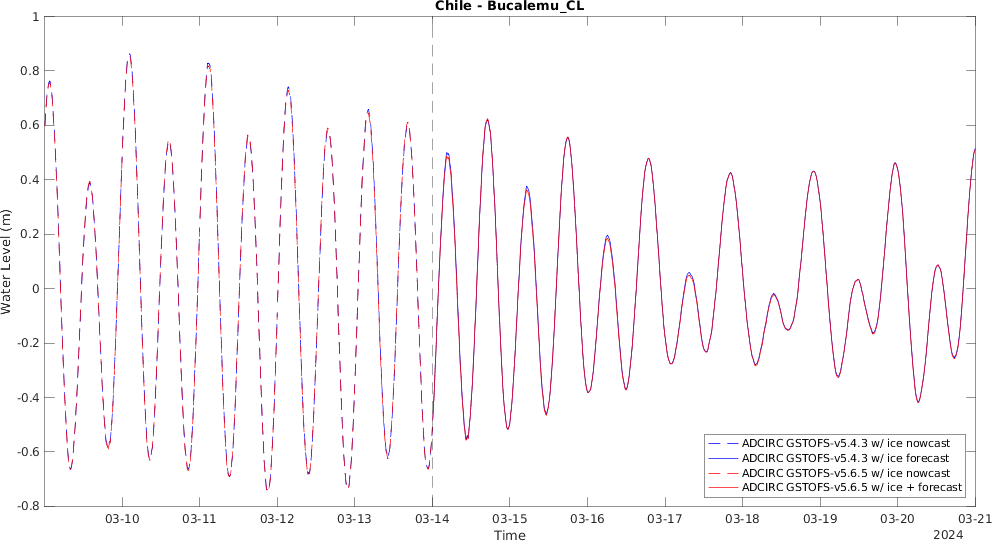 Chile - Bucalemu_CL
1
0.8
0.6
0.4
0.2
0
-0.2
-0.4
-0.6
-0.8
Water Level (m)
03-10 03-11 03-12 03-13 03-14 03-15 03-16 03-17 03-18 03-19 03-20 03-21
Time
2024
ADCIRC GSTOFS-v5.4.3 w/ ice nowcast
ADCIRC GSTOFS-v5.4.3 w/ ice forecast
ADCIRC GSTOFS-v5.6.5 w/ ice nowcast
ADCIRC GSTOFS-v5.6.5 w/ ice + forecast